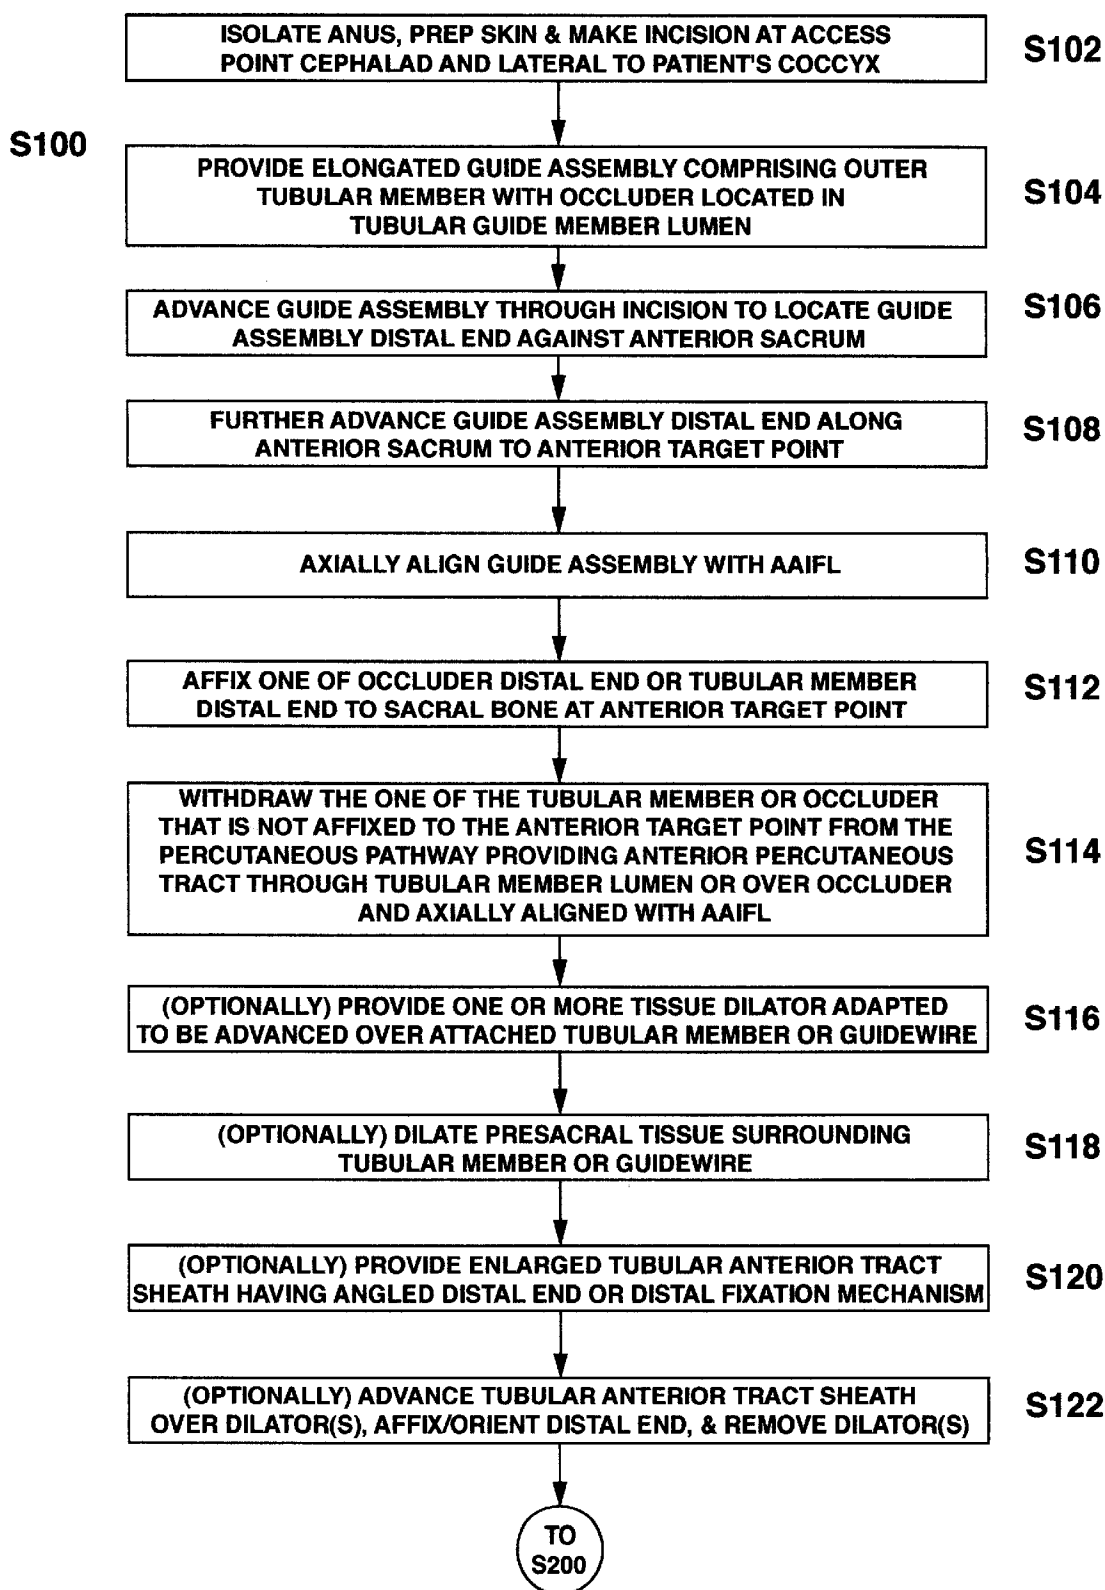 ISOLATE ANUS, PREP SKIN & MAKE INCISION AT ACCESS
POINT CEPHALAD AND LATERAL TO PATIENT'S COCCYX
S102
S100
PROVIDE ELONGATED GUIDE ASSEMBLY COMPRISING OUTER
TUBULAR MEMBER WITH OCCLUDER LOCATED IN
TUBULAR GUIDE MEMBER LUMEN
S104
ADVANCE GUIDE ASSEMBLY THROUGH INCISION TO LOCATE GUIDE
ASSEMBLY DISTAL END AGAINST ANTERIOR SACRUM
S106
FURTHER ADVANCE GUIDE ASSEMBLY DISTAL END ALONG
ANTERIOR SACRUM TO ANTERIOR TARGET POINT
S108
AXIALLY ALIGN GUIDE ASSEMBLY WITH AAIFL
S110
AFFIX ONE OF OCCLUDER DISTAL END OR TUBULAR MEMBER
DISTAL END TO SACRAL BONE AT ANTERIOR TARGET POINT
S112
WITHDRAW THE ONE OF THE TUBULAR MEMBER OR OCCLUDER
THAT IS NOT AFFIXED TO THE ANTERIOR TARGET POINT FROM THE
PERCUTANEOUS PATHWAY PROVIDING ANTERIOR PERCUTANEOUS
TRACT THROUGH TUBULAR MEMBER LUMEN OR OVER OCCLUDER
AND AXIALLY ALIGNED WITH AAIFL
S114
(OPTIONALLY) PROVIDE ONE OR MORE TISSUE DILATOR ADAPTED
TO BE ADVANCED OVER ATTACHED TUBULAR MEMBER OR GUIDEWIRE
S116
(OPTIONALLY) DILATE PRESACRAL TISSUE SURROUNDING
TUBULAR MEMBER OR GUIDEWIRE
S118
(OPTIONALLY) PROVIDE ENLARGED TUBULAR ANTERIOR TRACT
SHEATH HAVING ANGLED DISTAL END OR DISTAL FIXATION MECHANISM
S120
(OPTIONALLY) ADVANCE TUBULAR ANTERIOR TRACT SHEATH
OVER DILATOR(S), AFFIX/ORIENT DISTAL END, & REMOVE DILATOR(S)
S122
TO
S200